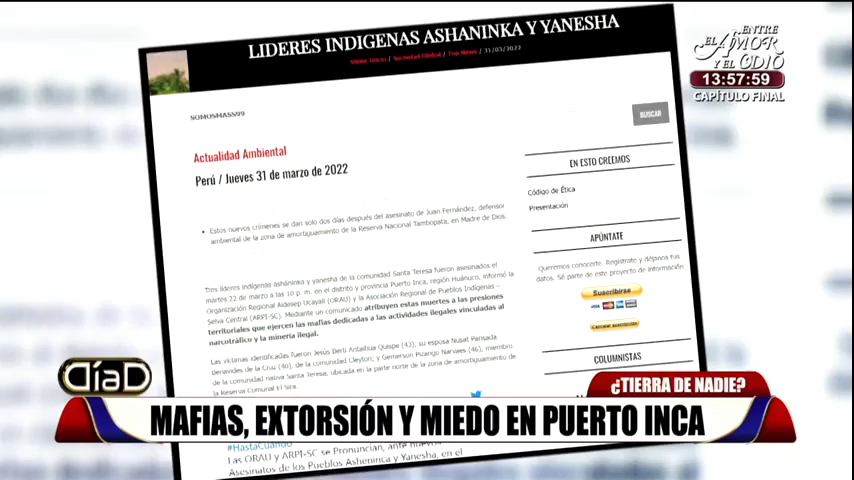 LIDERES INDIGENAS ASHANINKA Y YANESHA
31/03/2022
ENTRE
EL AMOR
Y EL ODIO
13:57:59
CAPÍTULO FINAL
SOMOSMASS99
BUSCAR
Actualidad Ambiental
Perú / Jueves 31 de marzo de 2022
EN ESTO CREEMOS
Código de Ética
Presentación
Estos nuevos crímenes se dan solo dos días después del asesinato de Juan Fernández, defensor
ambiental de la zona de amortiguamiento de la Reserva Nacional Tambopata, en Madre de Dios.
APÚNTATE
Queremos conocerte. Regístrate y déjanos tus
datos. Sé parte de este proyecto de información
Suscribirse
VISA
Tres líderes indígenas asháninka y yanesha de la comunidad Santa Teresa fueron asesinados el
martes 22 de marzo a las 10 p. m. en el distrito y provincia Puerto Inca, región Huánuco, informó la
Organización Regional Aidesep Ucayali (ORAU) y la Asociación Regional de Pueblos Indígenas –
Selva Central (ARPI-SC). Mediante un comunicado atribuyen estas muertes a las presiones
territoriales que ejercen las mafias dedicadas a las actividades ilegales vinculadas al
narcotráfico y la minería ilegal.
Las víctimas identificadas fueron Jesús Berti Antaihua Quispe (43), su esposa Nusat Parisada
Benavides de la Cruz (40), de la comunidad Cleyton; y Gemerson Pizango Narvaes (46), miembro
de la comunidad nativa Santa Teresa, ubicada en la parte norte de la zona de amortiguamiento de
la Reserva Comunal El Sira.
COLUMNISTAS
DíaD
¿TIERRA DE NADIE?
MAFIAS, EXTORSIÓN Y MIEDO EN PUERTO INCA
#HastaCuando
Las ORAU y ARPI-SC se Pronuncian, ante
Asesinatos de los Pueblos Asheninca y Yanesha, en el